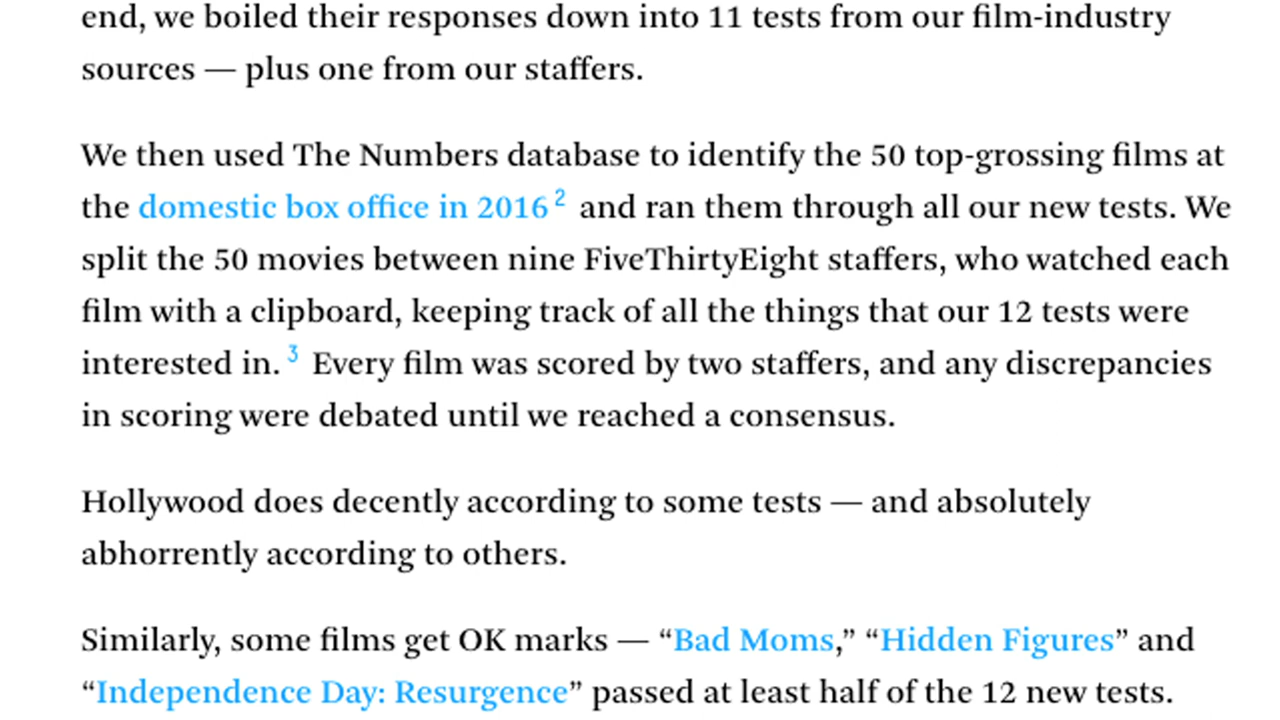 end, we boiled their responses down into 11 tests from our film-industry
sources — plus one from our staffers.
We then used The Numbers database to identify the 50 top-grossing films at
the domestic box office in 2016 2 and ran them through all our new tests. We
split the 50 movies between nine FiveThirtyEight staffers, who watched each
film with a clipboard, keeping track of all the things that our 12 tests were
interested in. 3 Every film was scored by two staffers, and any discrepancies
in scoring were debated until we reached a consensus.
Hollywood does decently according to some tests — and absolutely
abhorrently according to others.
Similarly, some films get OK marks — “Bad Moms,” “Hidden Figures” and
“Independence Day: Resurgence” passed at least half of the 12 new tests.